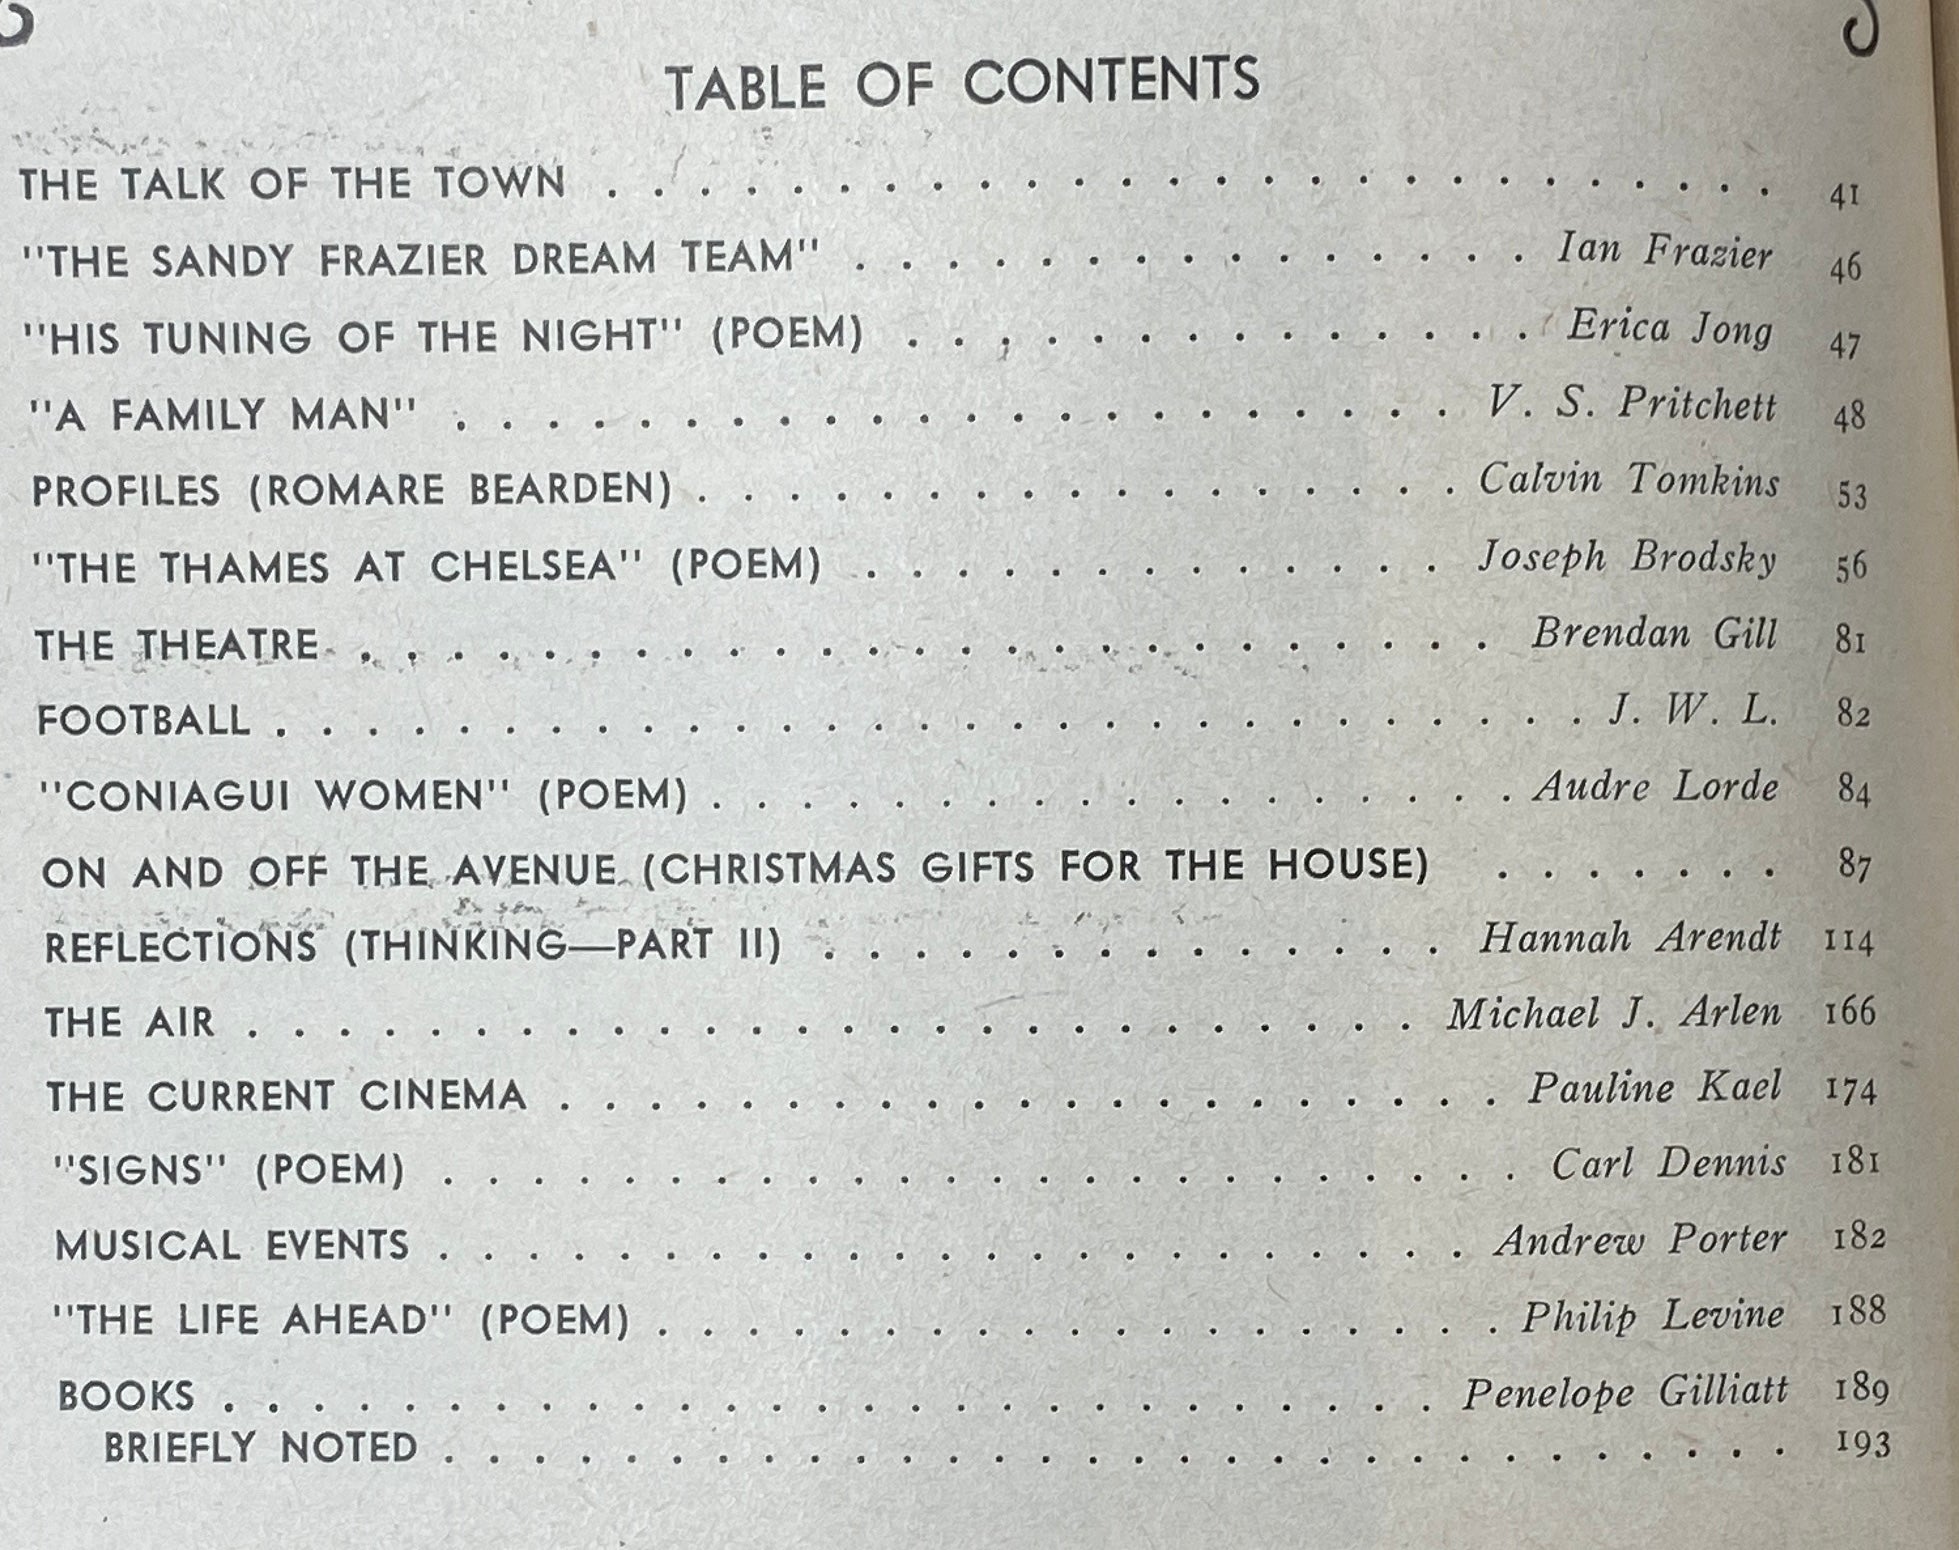 TABLE OF CONTENTS
THE TALK OF THE TOWN . . . . . . . . . . . . . . . . . . . . . . . . . . 41
"THE SANDY FRAZIER DREAM TEAM" . . . . . . . . . . . . . . . Ian Frazier 46
"HIS TUNING OF THE NIGHT" (POEM) . . . . . . . . . . . . . . Erica Jong 47
"A FAMILY MAN" . . . . . . . . . . . . . . . . . . . . . . V. S. Pritchett 48
PROFILES (ROMARE BEARDEN) . . . . . . . . . . . . . . . . . Calvin Tomkins 53
"THE THAMES AT CHELSEA" (POEM) . . . . . . . . . . . . . Joseph Brodsky 56
THE THEATRE . . . . . . . . . . . . . . . . . . . . . . . . . Brendan Gill 81
FOOTBALL . . . . . . . . . . . . . . . . . . . . . . . . . . . . . J. W. L. 82
"CONIAGUI WOMEN" (POEM) . . . . . . . . . . . . . . . . . . Audre Lorde 84
ON AND OFF THE AVENUE (CHRISTMAS GIFTS FOR THE HOUSE) . . . . . . . 87
REFLECTIONS (THINKING—PART II) . . . . . . . . . . . . . . Hannah Arendt 114
THE AIR . . . . . . . . . . . . . . . . . . . . . . . . . . Michael J. Arlen 166
THE CURRENT CINEMA . . . . . . . . . . . . . . . . . . . . . Pauline Kael 174
"SIGNS" (POEM) . . . . . . . . . . . . . . . . . . . . . . . . Carl Dennis 181
MUSICAL EVENTS . . . . . . . . . . . . . . . . . . . . . . . Andrew Porter 182
"THE LIFE AHEAD" (POEM) . . . . . . . . . . . . . . . . . . . Philip Levine 188
BOOKS . . . . . . . . . . . . . . . . . . . . . . . . . . . Penelope Gilliatt 189
BRIEFLY NOTED . . . . . . . . . . . . . . . . . . . . . . . . . . . . . . 193